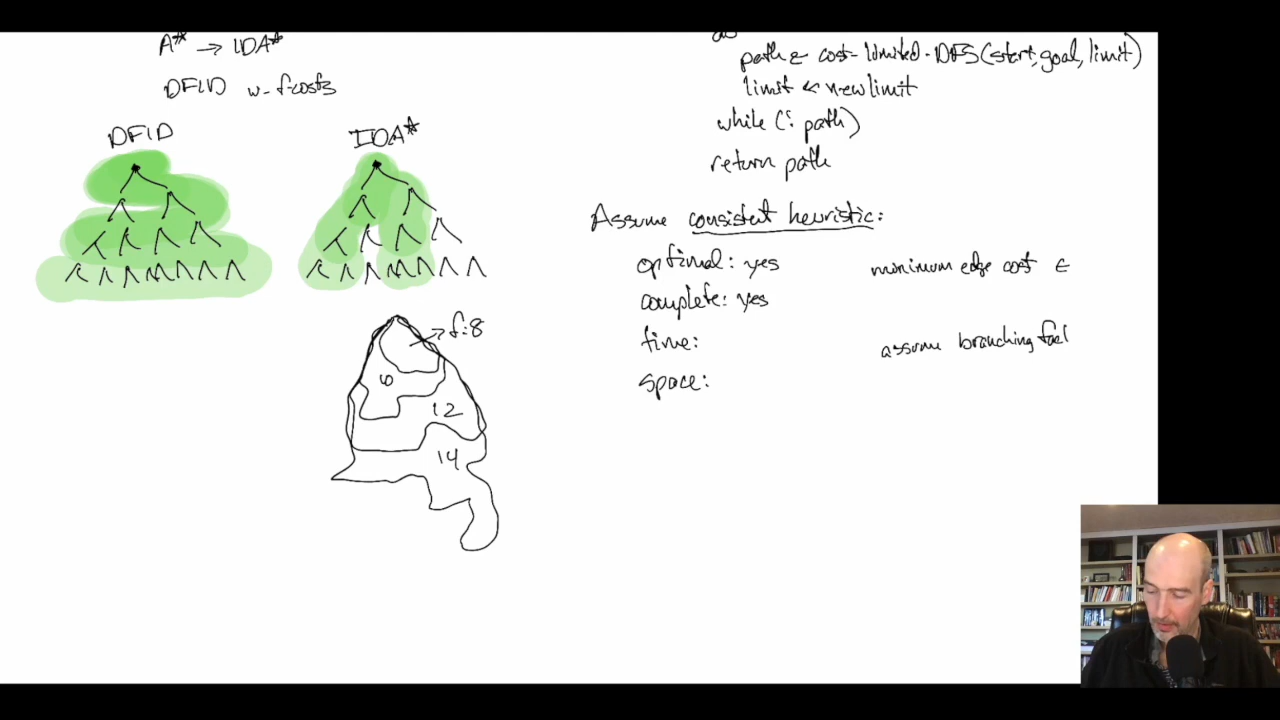 A* → IDA*
DFID w- f-costs
DFID
IDA*
f:8
12
14
path ← cost-limited-DFS(start, goal, limit)
limit ← newlimit
while (! path)
return path
Assume consistent heuristic:
optimal: yes
minimum edge cost ϵ
complete: yes
time:
assume branching fact
space: